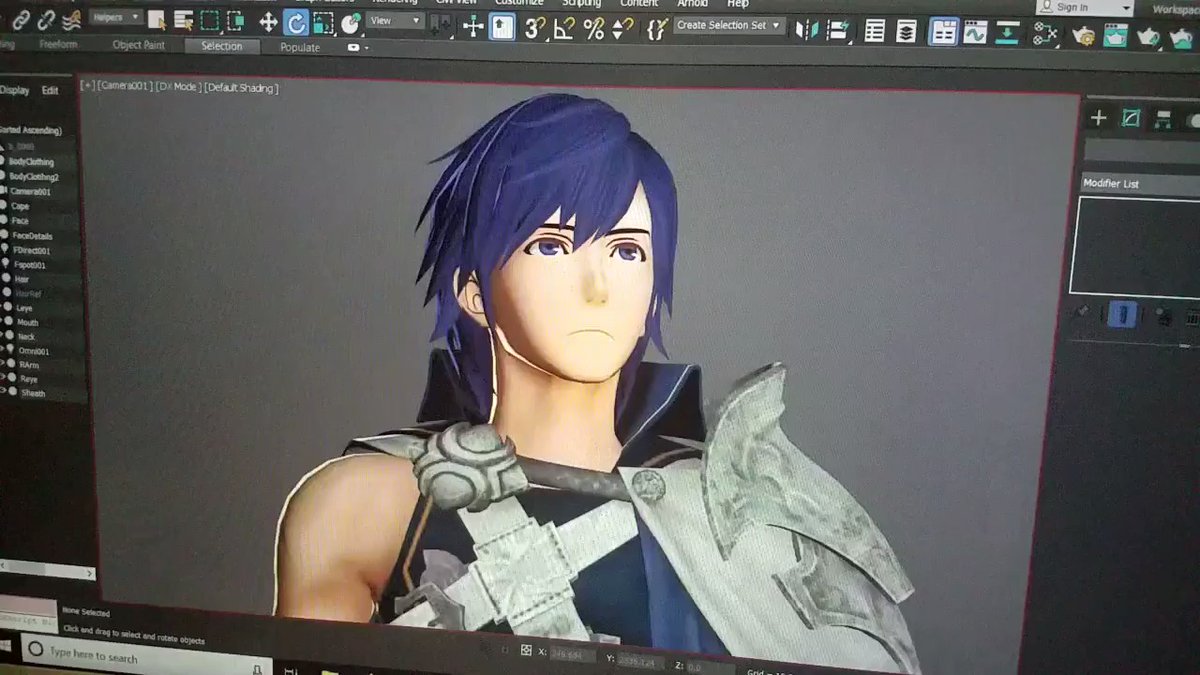 Rendering Civil View Customize Scripting Content Arnold Help
Sign In
Helpers
View
Create Selection Set
Freeform Object Paint Selection Populate
Display Edit
[+] [Camera001] [DX Mode] [Default Shading]
BodyClothing
BodyClothing2
Camera001
Cape
Face
FaceDetails
FDirect001
Fspot001
Hair
HairRef
Leye
Mouth
Neck
Omni001
RArm
Reye
Sheath
Modifier List
None Selected
Click and drag to select and rotate objects
Type here to search
X:
Y:
Z: 0.0
Grid =